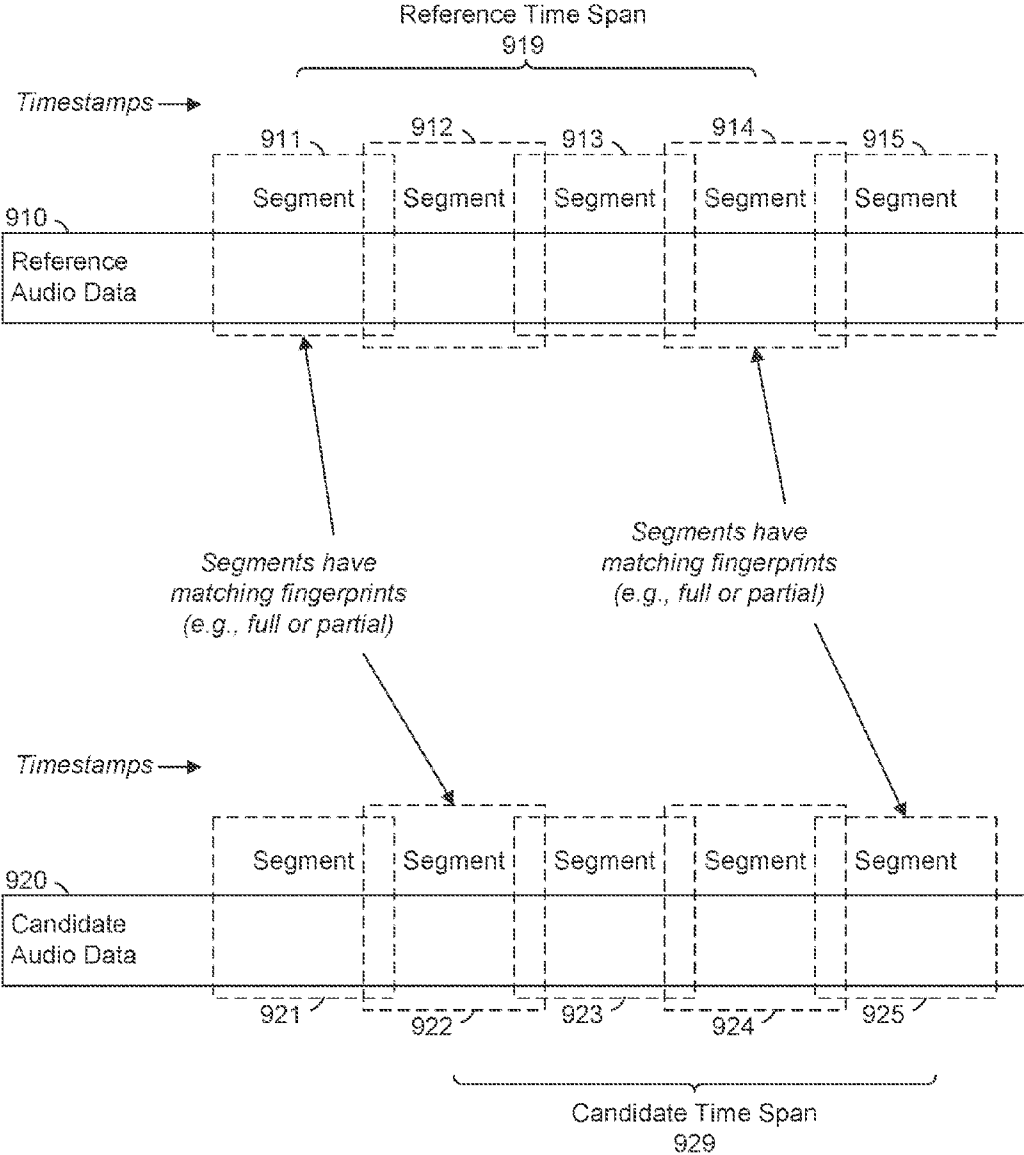 Reference Time Span
919
Timestamps
911 912 913 914 915
Segment Segment Segment Segment Segment
910
Reference
Audio Data
Segments have
matching fingerprints
(e.g., full or partial)
Segments have
matching fingerprints
(e.g., full or partial)
Timestamps
Segment Segment Segment Segment Segment
920
Candidate
Audio Data
921 922 923 924 925
Candidate Time Span
929